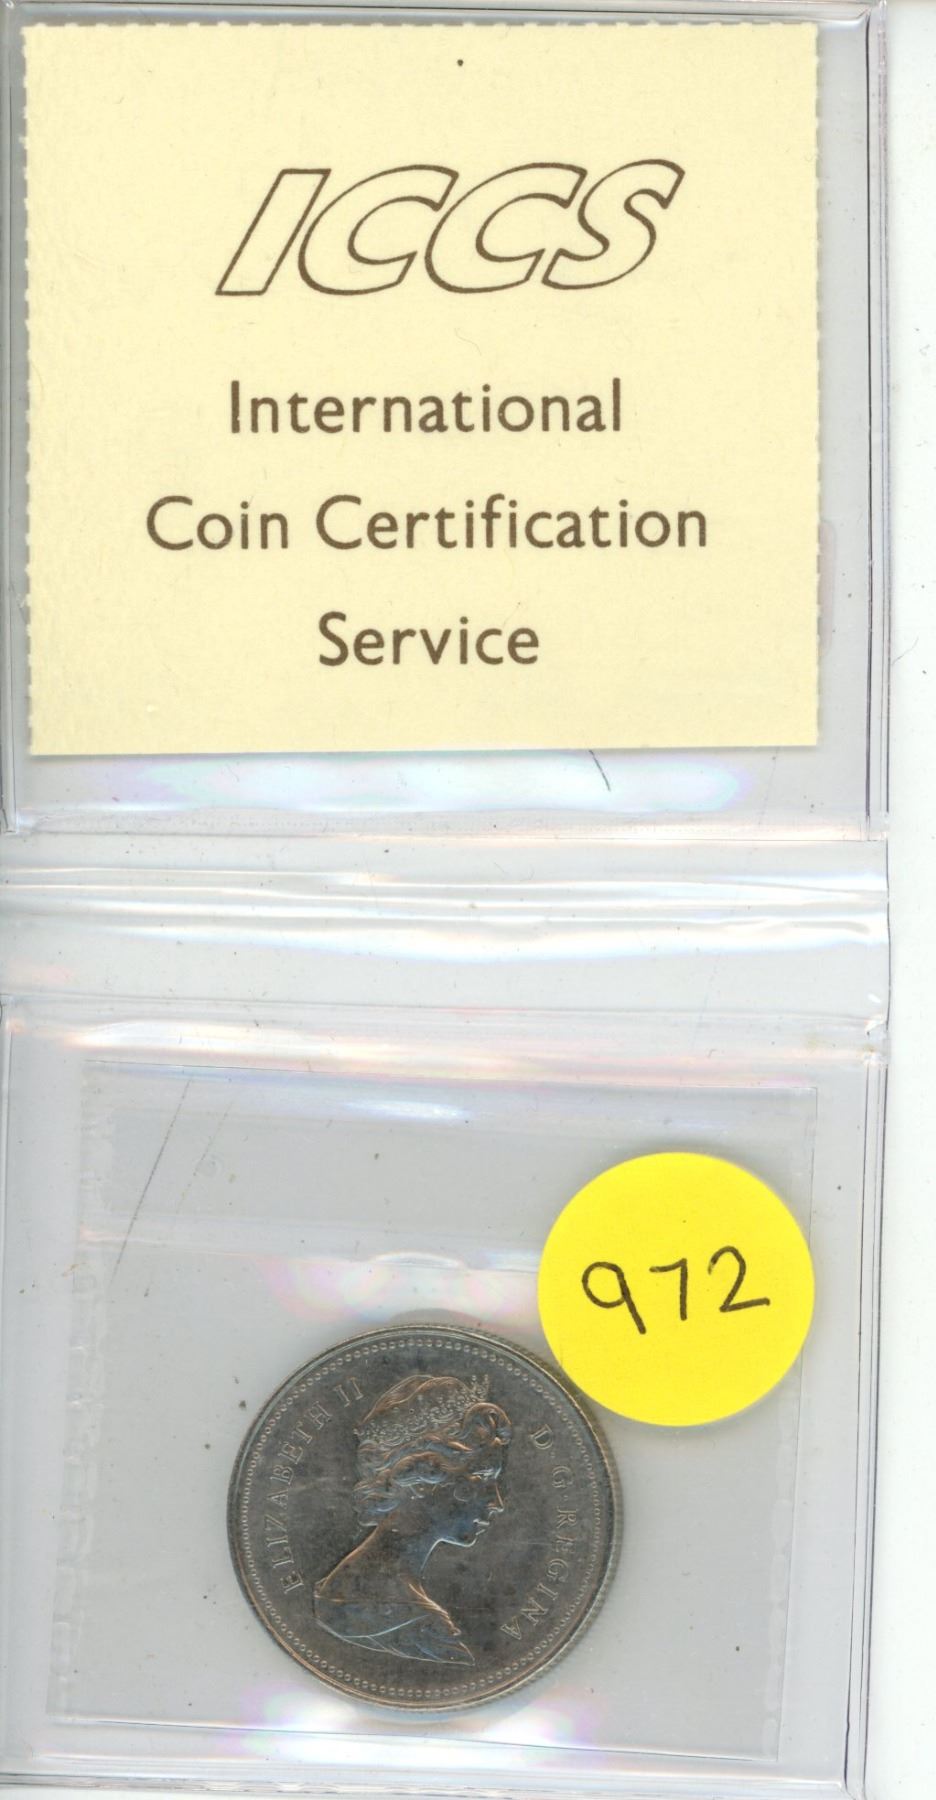 ICCS
International
Coin Certification
Service
972
ELIZABETH II
D·G·REGINA